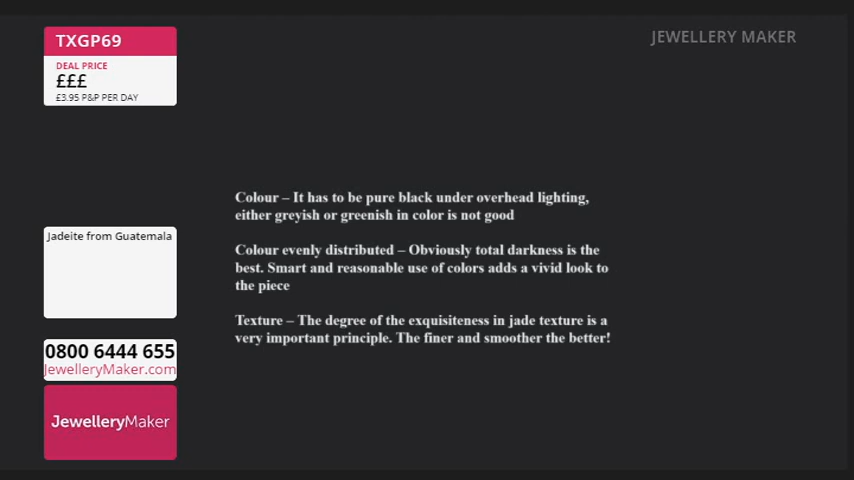 TXGP69
DEAL PRICE
£££
£3.95 P&P PER DAY
JEWELLERY MAKER
Colour – It has to be pure black under overhead lighting,
either greyish or greenish in color is not good
Colour evenly distributed – Obviously total darkness is the
best. Smart and reasonable use of colors adds a vivid look to
the piece
Texture – The degree of the exquisiteness in jade texture is a
very important principle. The finer and smoother the better!
Jadeite from Guatemala
0800 6444 655
JewelleryMaker.com
JewelleryMaker